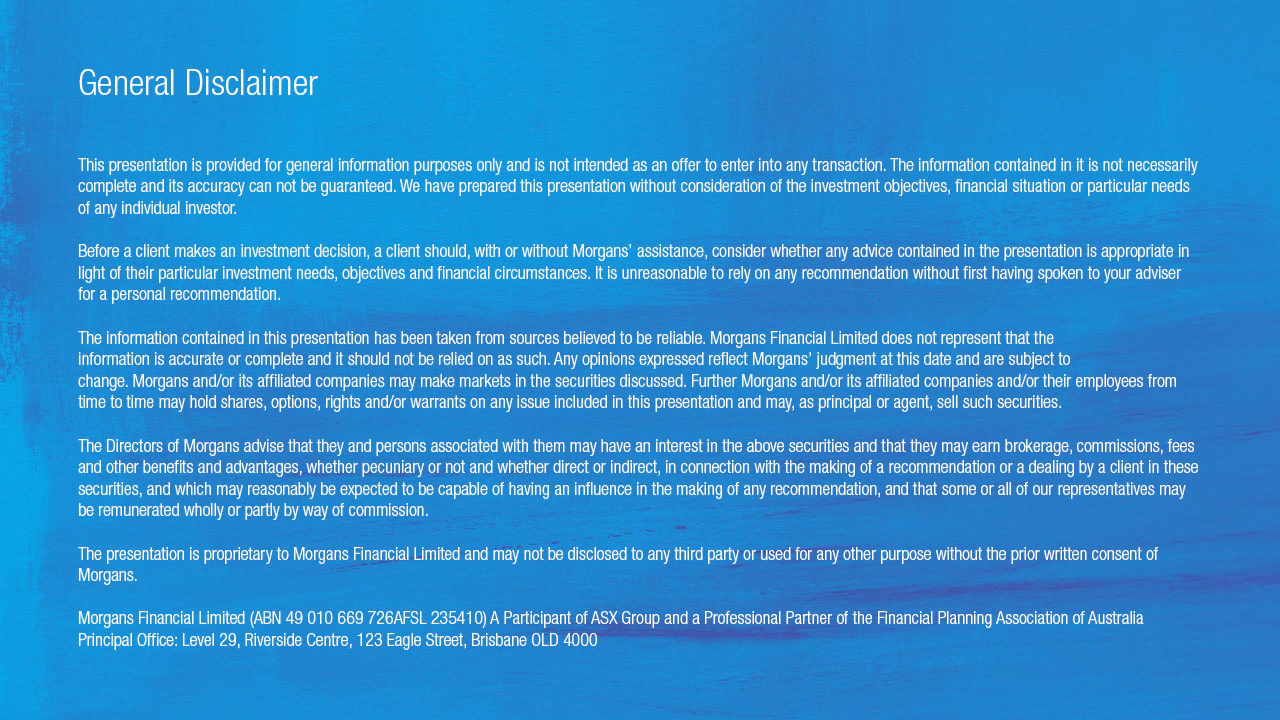 General Disclaimer
This presentation is provided for general information purposes only and is not intended as an offer to enter into any transaction. The information contained in it is not necessarily
complete and its accuracy can not be guaranteed. We have prepared this presentation without consideration of the investment objectives, financial situation or particular needs
of any individual investor.
Before a client makes an investment decision, a client should, with or without Morgans' assistance, consider whether any advice contained in the presentation is appropriate in
light of their particular investment needs, objectives and financial circumstances. It is unreasonable to rely on any recommendation without first having spoken to your adviser
for a personal recommendation.
The information contained in this presentation has been taken from sources believed to be reliable. Morgans Financial Limited does not represent that the
information is accurate or complete and it should not be relied on as such. Any opinions expressed reflect Morgans' judgment at this date and are subject to
change. Morgans and/or its affiliated companies may make markets in the securities discussed. Further Morgans and/or its affiliated companies and/or their employees from
time to time may hold shares, options, rights and/or warrants on any issue included in this presentation and may, as principal or agent, sell such securities.
The Directors of Morgans advise that they and persons associated with them may have an interest in the above securities and that they may earn brokerage, commissions, fees
and other benefits and advantages, whether pecuniary or not and whether direct or indirect, in connection with the making of a recommendation or a dealing by a client in these
securities, and which may reasonably be expected to be capable of having an influence in the making of any recommendation, and that some or all of our representatives may
be remunerated wholly or partly by way of commission.
The presentation is proprietary to Morgans Financial Limited and may not be disclosed to any third party or used for any other purpose without the prior written consent of
Morgans.
Morgans Financial Limited (ABN 49 010 669 726AFSL 235410) A Participant of ASX Group and a Professional Partner of the Financial Planning Association of Australia
Principal Office: Level 29, Riverside Centre, 123 Eagle Street, Brisbane OLD 4000